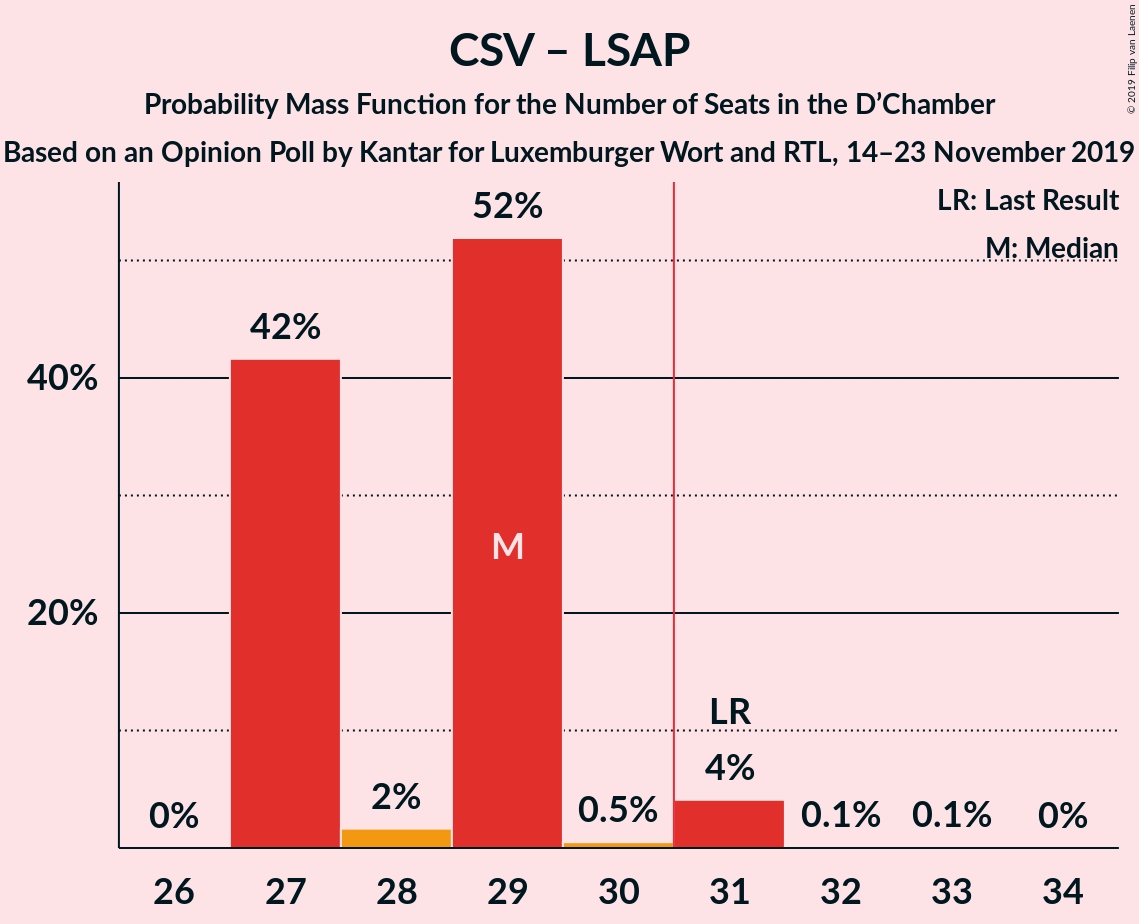 CSV – LSAP
Probability Mass Function for the Number of Seats in the D’Chamber
Based on an Opinion Poll by Kantar for Luxemburger Wort and RTL, 14–23 November 2019
© 2019 Filip van Laenen
LR: Last Result
M: Median
52%
42%
40%
M
20%
LR
4%
2%
0%
0.5%
0.1%
0.1%
0%
26 27 28 29 30 31 32 33 34